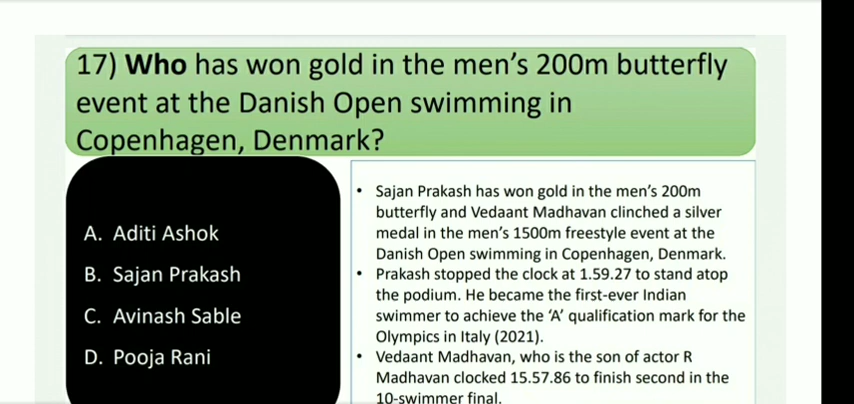 17) Who has won gold in the men's 200m butterfly
event at the Danish Open swimming in
Copenhagen, Denmark?
A. Aditi Ashok
B. Sajan Prakash
C. Avinash Sable
D. Pooja Rani
• Sajan Prakash has won gold in the men's 200m
butterfly and Vedaant Madhavan clinched a silver
medal in the men's 1500m freestyle event at the
Danish Open swimming in Copenhagen, Denmark.
• Prakash stopped the clock at 1.59.27 to stand atop
the podium. He became the first-ever Indian
swimmer to achieve the 'A' qualification mark for the
Olympics in Italy (2021).
• Vedaant Madhavan, who is the son of actor R
Madhavan clocked 15.57.86 to finish second in the
10-swimmer final.